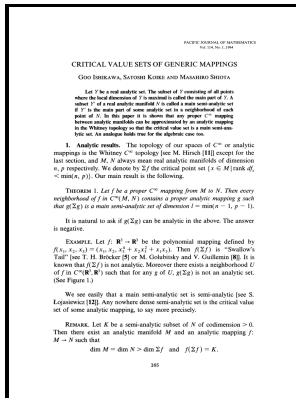 PACIFIC JOURNAL OF MATHEMATICS
Vol. 114, No. 1, 1984
CRITICAL VALUE SETS OF GENERIC MAPPINGS
GOO ISHIKAWA, SATOSHI KOIKE AND MASAHIRO SHIOTA
Let Y be a real analytic set. The subset of Y consisting of all points
where the local dimension of Y is maximal is called the main part of Y. A
subset Y′ of a real analytic manifold N is called a main semi-analytic set
if Y′ is the main part of some analytic set in a neighborhood of each
point of N. In this paper it is shown that any proper C∞ mapping
between analytic manifolds can be approximated by an analytic mapping
in the Whitney topology so that the critical value set is a main semi-ana-
lytic set. An analogue holds true for the algebraic case too.
1. Analytic results. The topology of our spaces of C∞ or analytic
mappings is the Whitney C∞ topology [see M. Hirsch [11]] except for the
last section, and M, N always mean real analytic manifolds of dimension
n, p respectively. We denote by Σf the critical point set {x ∈ M | rank dfₓ
< min(n, p)}. Our main result is the following.
THEOREM 1. Let f be a proper C∞ mapping from M to N. Then every
neighborhood of f in C∞(M, N) contains a proper analytic mapping g such
that g(Σg) is a main semi-analytic set of dimension l = min(n − 1, p − 1).
It is natural to ask if g(Σg) can be analytic in the above. The answer
is negative.
EXAMPLE. Let f: R³ → R³ be the polynomial mapping defined by
f(x₁, x₂, x₃) = (x₁, x₂, x₃⁴ + x₂x₃² + x₁x₃). Then f(Σf) is "Swallow's
Tail" [see T. H. Bröcker [5] or M. Golubitsky and V. Guillemin [8]]. It is
known that f(Σf) is not analytic. Moreover there exists a neighborhood U
of f in C∞(R³, R³) such that for any g of U, g(Σg) is not an analytic set.
(See Figure 1.)
We see easily that a main semi-analytic set is semi-analytic [see S.
Łojasiewicz [12]]. Any nowhere dense semi-analytic set is the critical value
set of some analytic mapping, to say more precisely.
REMARK. Let K be a semi-analytic subset of N of codimension > 0.
Then there exist an analytic manifold M and an analytic mapping f:
M → N such that
dim M = dim N > dim Σf and f(Σf) = K.
165